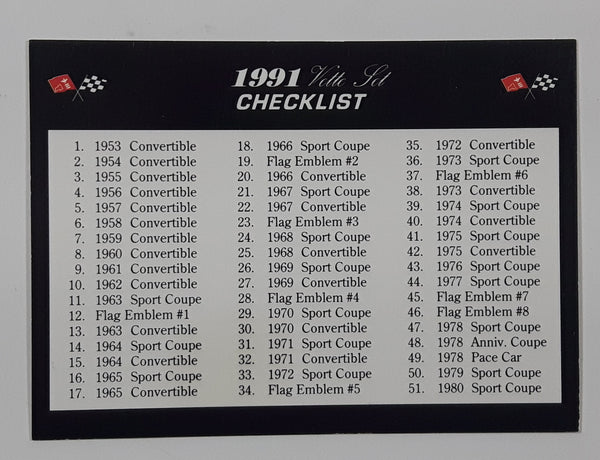 1991 Vette Set
CHECKLIST
1. 1953 Convertible
2. 1954 Convertible
3. 1955 Convertible
4. 1956 Convertible
5. 1957 Convertible
6. 1958 Convertible
7. 1959 Convertible
8. 1960 Convertible
9. 1961 Convertible
10. 1962 Convertible
11. 1963 Sport Coupe
12. Flag Emblem #1
13. 1963 Convertible
14. 1964 Sport Coupe
15. 1964 Convertible
16. 1965 Sport Coupe
17. 1965 Convertible
18. 1966 Sport Coupe
19. Flag Emblem #2
20. 1966 Convertible
21. 1967 Sport Coupe
22. 1967 Convertible
23. Flag Emblem #3
24. 1968 Sport Coupe
25. 1968 Convertible
26. 1969 Sport Coupe
27. 1969 Convertible
28. Flag Emblem #4
29. 1970 Sport Coupe
30. 1970 Convertible
31. 1971 Sport Coupe
32. 1971 Convertible
33. 1972 Sport Coupe
34. Flag Emblem #5
35. 1972 Convertible
36. 1973 Sport Coupe
37. Flag Emblem #6
38. 1973 Convertible
39. 1974 Sport Coupe
40. 1974 Convertible
41. 1975 Sport Coupe
42. 1975 Convertible
43. 1976 Sport Coupe
44. 1977 Sport Coupe
45. Flag Emblem #7
46. Flag Emblem #8
47. 1978 Sport Coupe
48. 1978 Anniv. Coupe
49. 1978 Pace Car
50. 1979 Sport Coupe
51. 1980 Sport Coupe